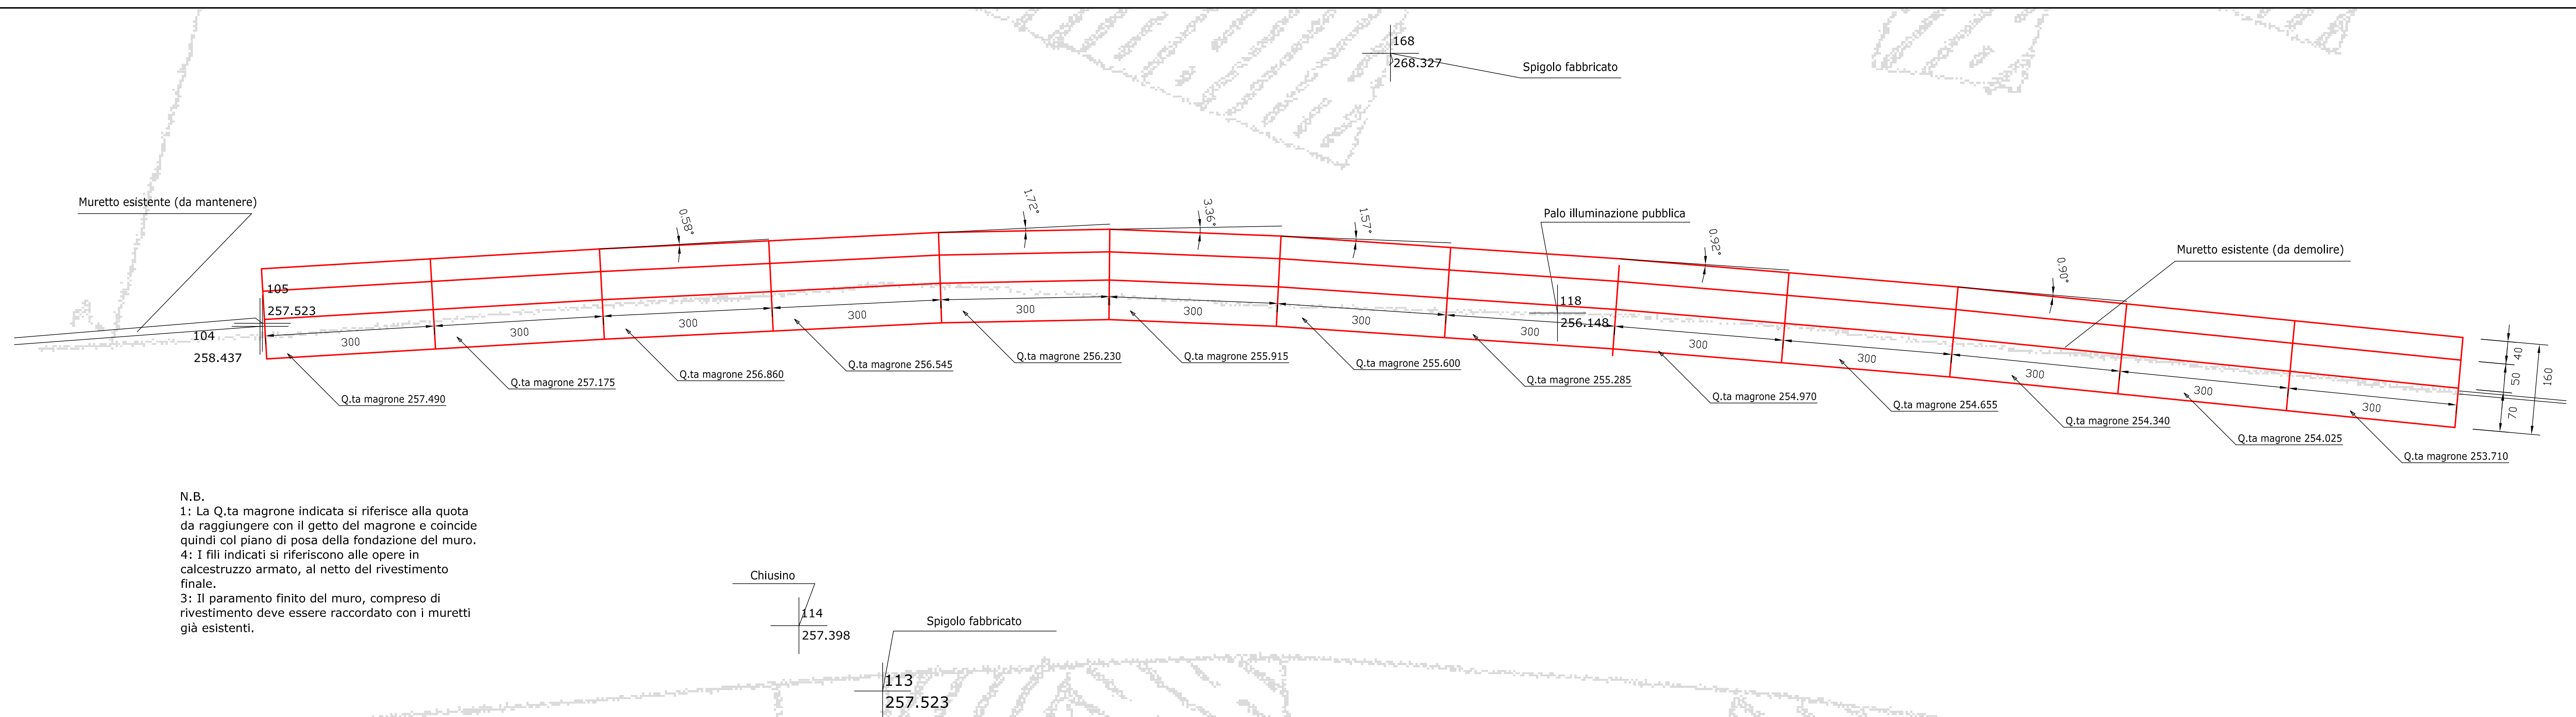 168
268.327
Spigolo fabbricato
Muretto esistente (da mantenere)
0.58°
1.72°
3.36°
1.57°
Palo illuminazione pubblica
0.92°
Muretto esistente (da demolire)
0.90°
105
257.523
104
258.437
118
256.148
300
300
300
300
300
300
300
300
300
300
300
300
300
40
50
70
160
Q.ta magrone 257.490
Q.ta magrone 257.175
Q.ta magrone 256.860
Q.ta magrone 256.545
Q.ta magrone 256.230
Q.ta magrone 255.915
Q.ta magrone 255.600
Q.ta magrone 255.285
Q.ta magrone 254.970
Q.ta magrone 254.655
Q.ta magrone 254.340
Q.ta magrone 254.025
Q.ta magrone 253.710
N.B.
1: La Q.ta magrone indicata si riferisce alla quota
da raggiungere con il getto del magrone e coincide
quindi col piano di posa della fondazione del muro.
4: I fili indicati si riferiscono alle opere in
calcestruzzo armato, al netto del rivestimento
finale.
3: Il paramento finito del muro, compreso di
rivestimento deve essere raccordato con i muretti
già esistenti.
Chiusino
114
257.398
Spigolo fabbricato
113
257.523